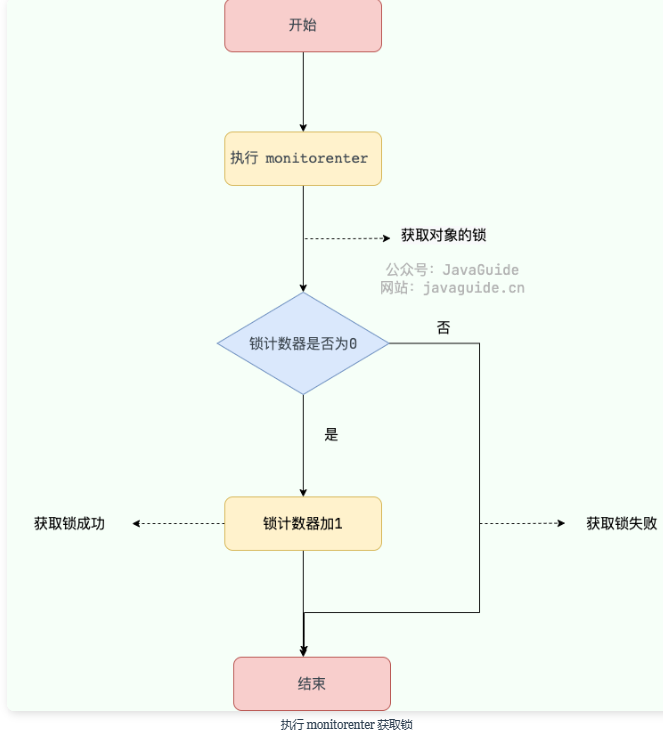 开始
执行 monitorenter
获取对象的锁
公众号：JavaGuide
网站：javaguide.cn
否
锁计数器是否为0
是
获取锁成功
锁计数器加1
获取锁失败
结束
执行 monitorenter 获取锁